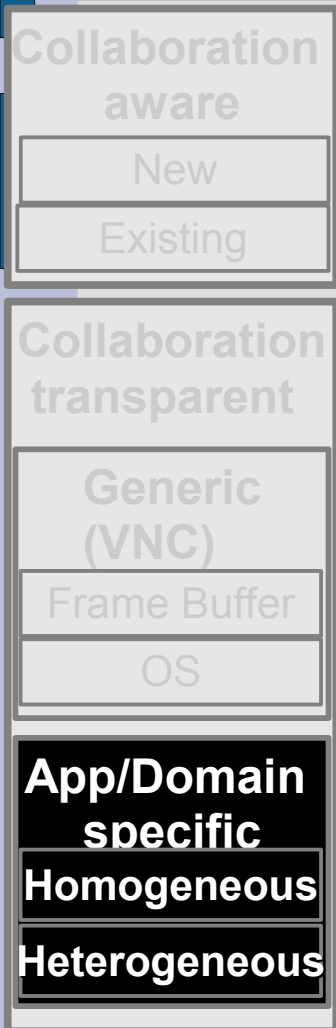 Collaboration
aware
New
Existing
Collaboration
transparent
Generic
(VNC)
Frame Buffer
OS
App/Domain
specific
Homogeneous
Heterogeneous